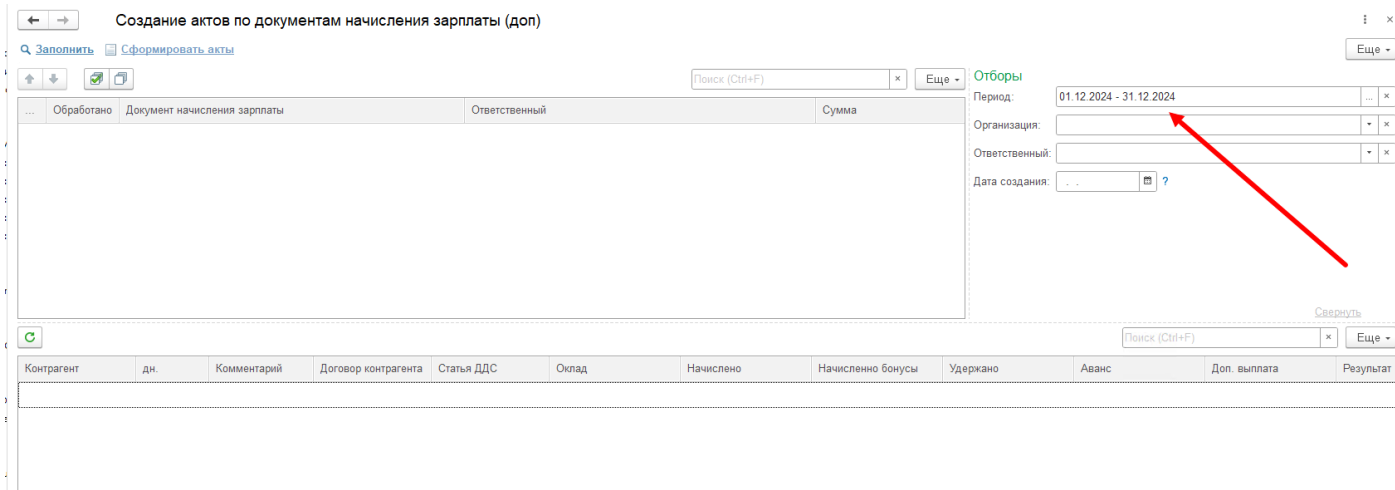 Создание актов по документам начисления зарплаты (доп)
Заполнить Сформировать акты Еще
Поиск (Ctrl+F) × Еще Отборы
Период: 01.12.2024 - 31.12.2024 ... ×
... Обработано Документ начисления зарплаты Ответственный Сумма
Организация: ×
Ответственный: ×
Дата создания: . . ?
Свернуть
Поиск (Ctrl+F) × Еще
Контрагент дн. Комментарий Договор контрагента Статья ДДС Оклад Начислено Начисленно бонусы Удержано Аванс Доп. выплата Результат